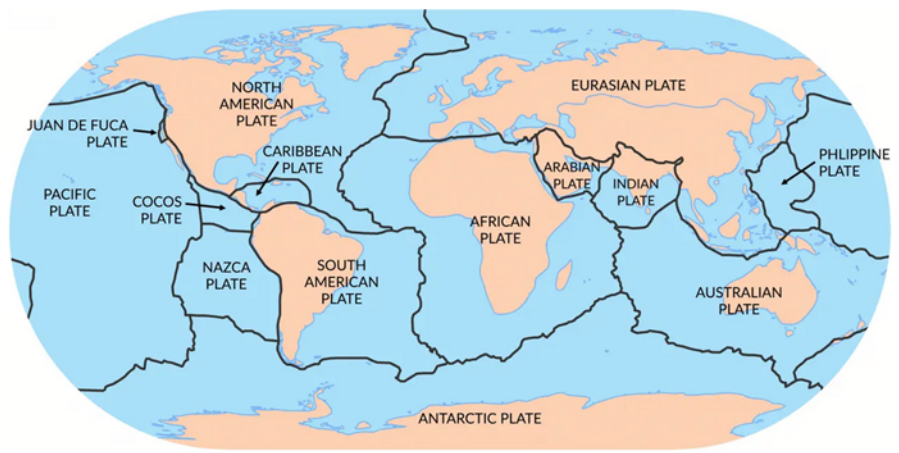 NORTH
AMERICAN
PLATE
EURASIAN PLATE
JUAN DE FUCA
PLATE
CARIBBEAN
PLATE
ARABIAN
PLATE
INDIAN
PLATE
PHLIPPINE
PLATE
PACIFIC
PLATE
COCOS
PLATE
AFRICAN
PLATE
NAZCA
PLATE
SOUTH
AMERICAN
PLATE
AUSTRALIAN
PLATE
ANTARCTIC PLATE